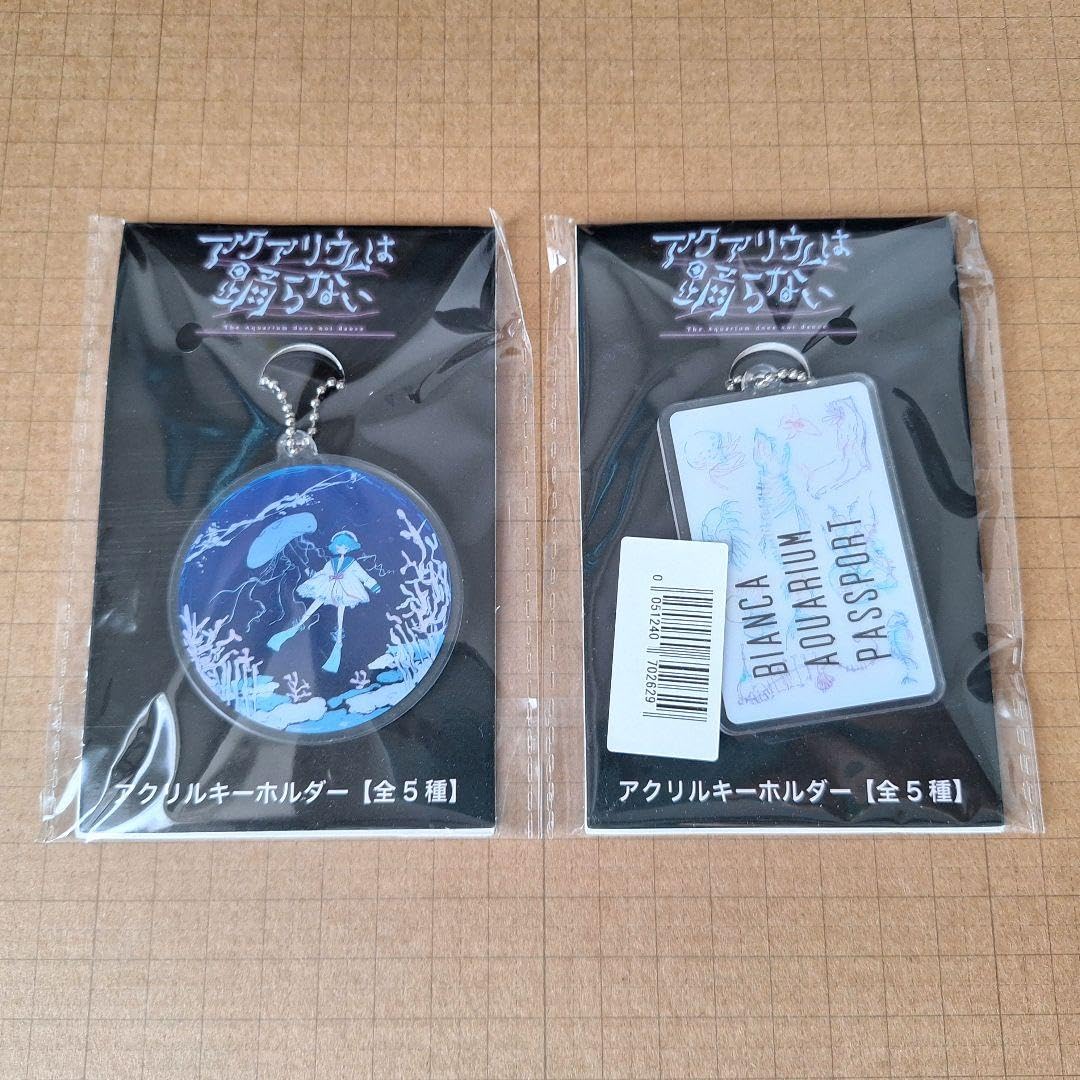 アクアリウムは
踊らない
The Aquarium does not dance
アクリルキーホルダー【全5種】
アクアリウムは
踊らない
The Aquarium does not dance
BIANCA
AQUARIUM
PASSPORT
0 051240 702629
アクリルキーホルダー【全5種】